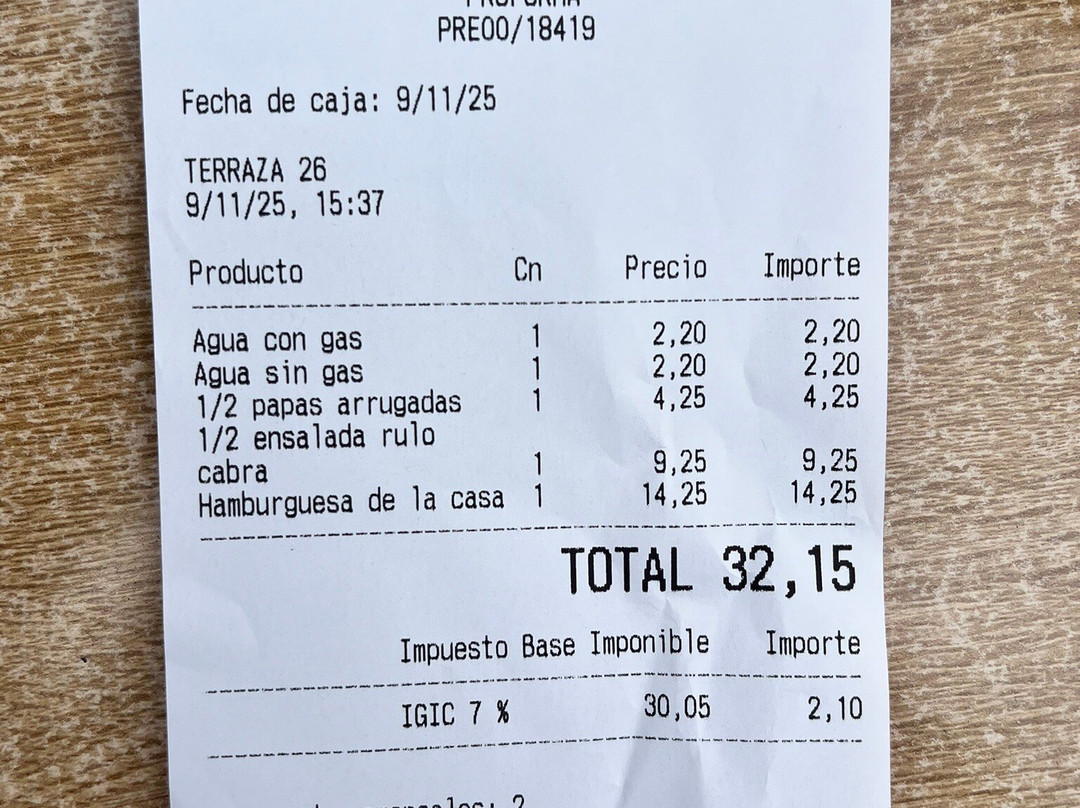 PROFORMA
PRE00/18419
Fecha de caja: 9/11/25
TERRAZA 26
9/11/25, 15:37
Producto Cn Precio Importe
Agua con gas 1 2,20 2,20
Agua sin gas 1 2,20 2,20
1/2 papas arrugadas 1 4,25 4,25
1/2 ensalada rulo
cabra 1 9,25 9,25
Hamburguesa de la casa 1 14,25 14,25
TOTAL 32,15
Impuesto Base Imponible Importe
IGIC 7 % 30,05 2,10